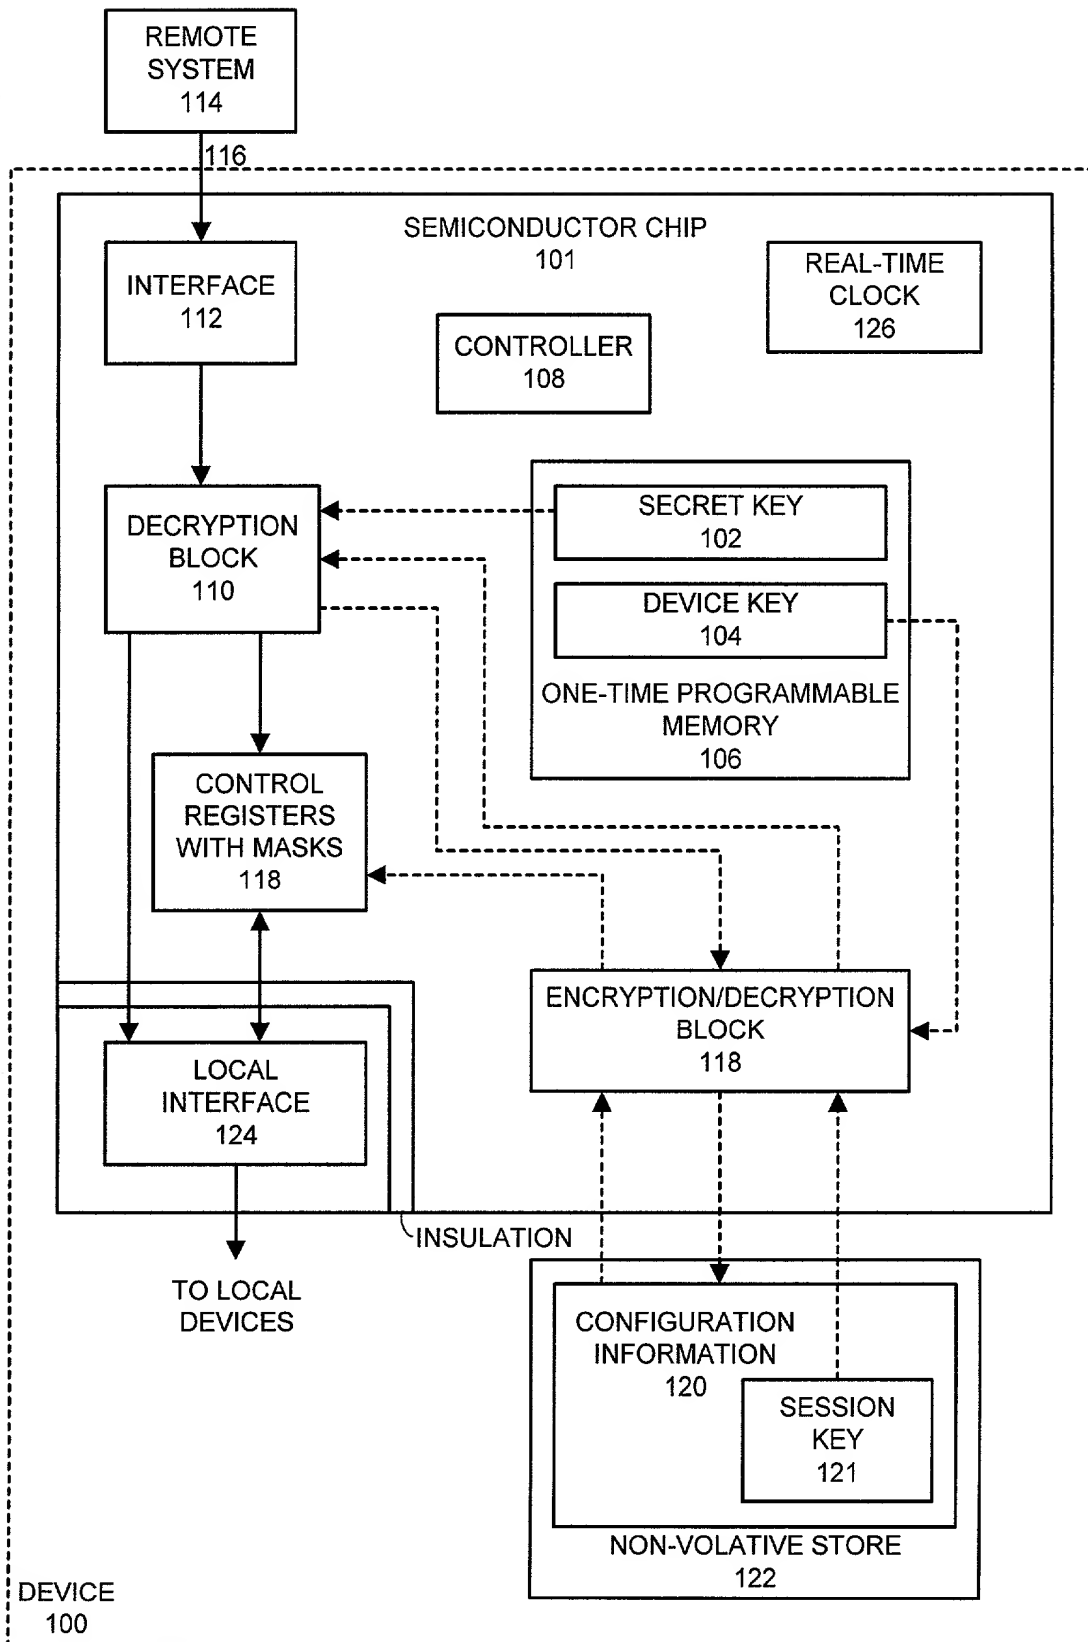 REMOTE
SYSTEM
114
116
SEMICONDUCTOR CHIP
101
INTERFACE
112
REAL-TIME
CLOCK
126
CONTROLLER
108
DECRYPTION
BLOCK
110
SECRET KEY
102
DEVICE KEY
104
ONE-TIME PROGRAMMABLE
MEMORY
106
CONTROL
REGISTERS
WITH MASKS
118
ENCRYPTION/DECRYPTION
BLOCK
118
LOCAL
INTERFACE
124
INSULATION
TO LOCAL
DEVICES
CONFIGURATION
INFORMATION
120
SESSION
KEY
121
NON-VOLATIVE STORE
122
DEVICE
100